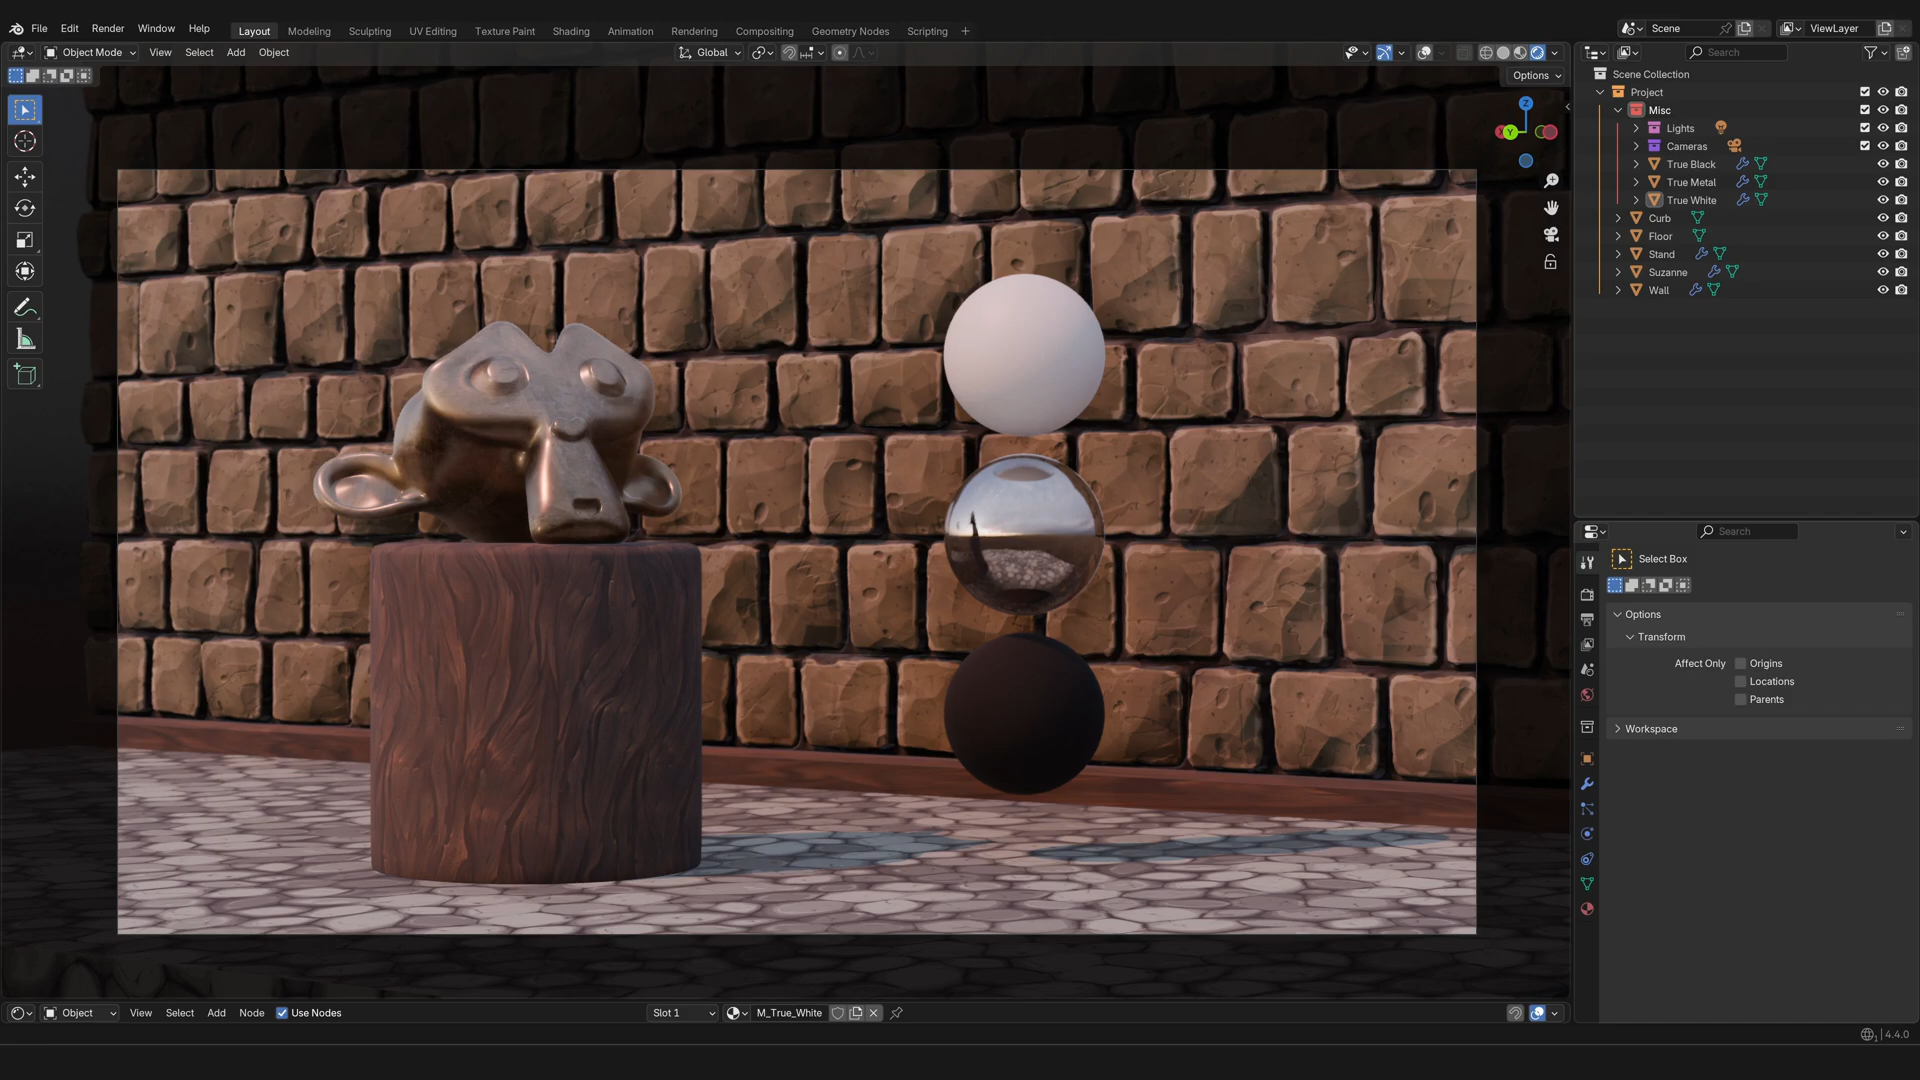 File Edit Render Window Help Layout Modeling Sculpting UV Editing Texture Paint Shading Animation Rendering Compositing Geometry Nodes Scripting + Scene ViewLayer
Object Mode View Select Add Object Global Search
Options
Scene Collection
Project
Misc
Lights
Cameras
True Black
True Metal
True White
Curb
Floor
Stand
Suzanne
Wall
Z
Y
Search
Select Box
Options
Transform
Affect Only Origins
Locations
Parents
Workspace
Object View Select Add Node Use Nodes Slot 1 M_True_White
4.4.0